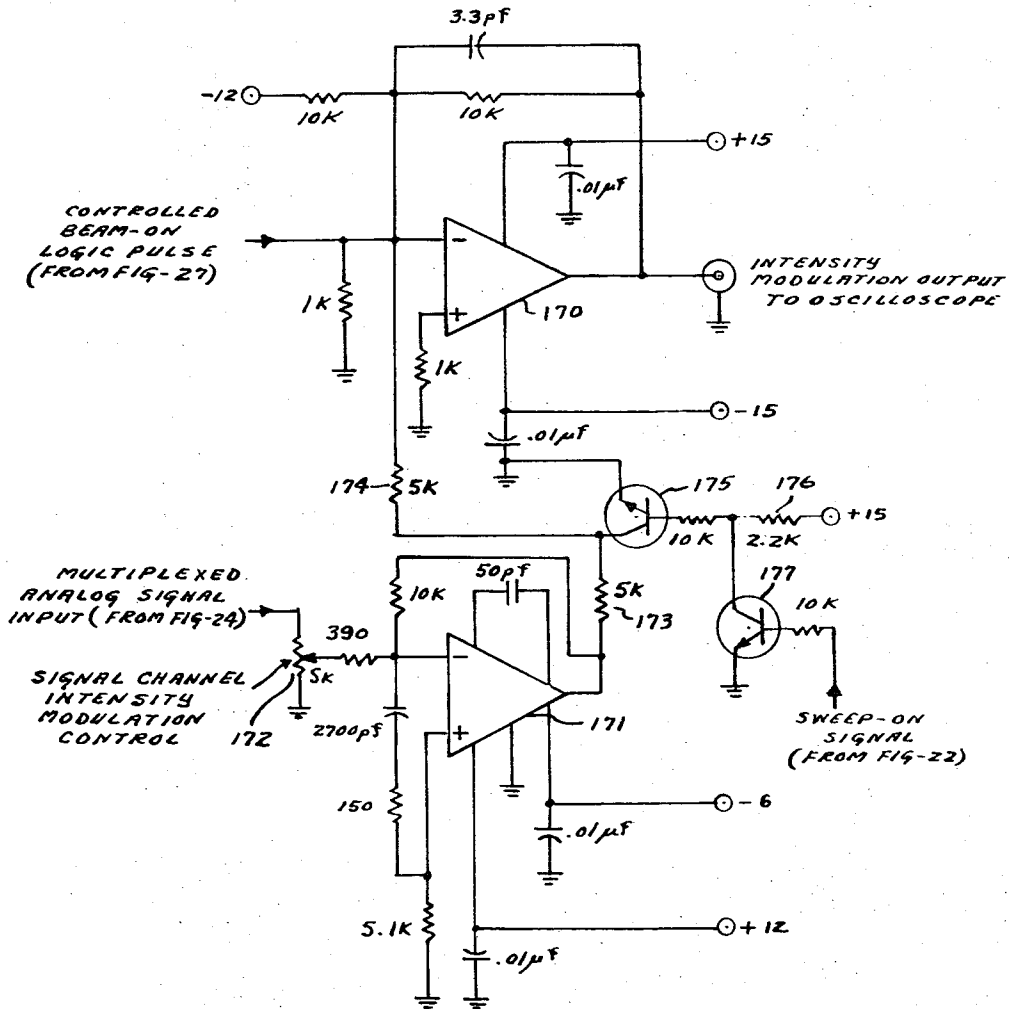 3.3pf
-12
10K
10K
+15
.01µF
CONTROLLED
BEAM-ON
LOGIC PULSE
(FROM FIG-27)
-
+
170
INTENSITY
MODULATION OUTPUT
TO OSCILLOSCOPE
1K
1K
-15
.01µF
174
5K
175
176
+15
10K
2.2K
177
10K
MULTIPLEXED
ANALOG SIGNAL
INPUT (FROM FIG-24)
10K
50pf
5K
173
390
5K
SIGNAL CHANNEL
INTENSITY
MODULATION
CONTROL
172
2700pf
-
+
171
SWEEP-ON
SIGNAL
(FROM FIG-22)
150
-6
.01µF
5.1K
+12
.01µF